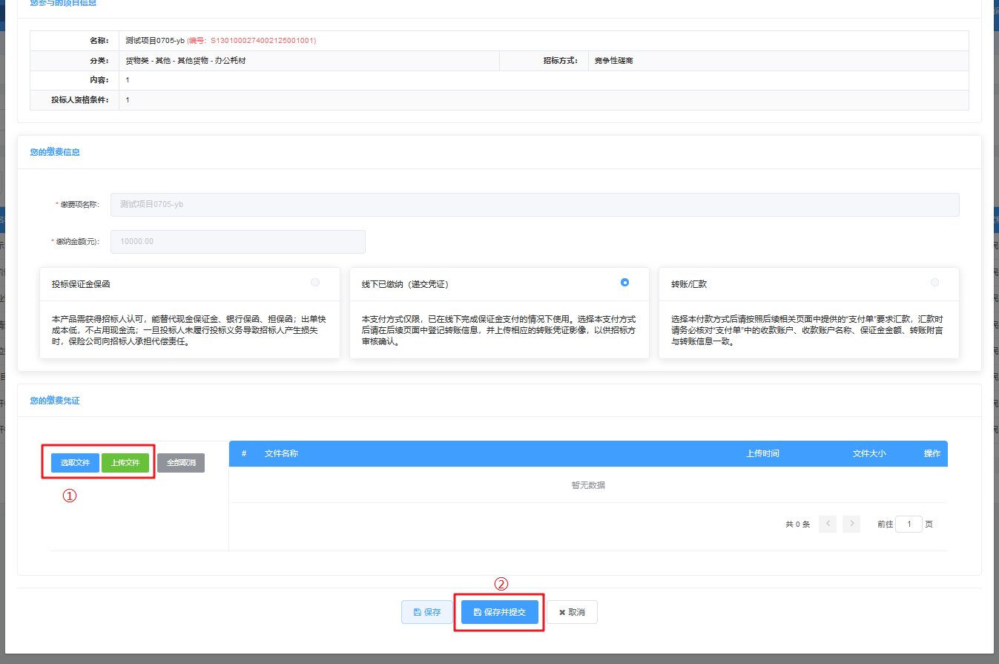 您参与的项目信息
名称： 测试项目0705-yb (编号：S1301000274002125001001)
分类： 货物类 - 其他 - 其他货物 - 办公耗材 招标方式： 竞争性磋商
内容： 1
投标人资格条件： 1
您的缴费信息
* 缴费项名称： 测试项目0705-yb
* 缴纳金额(元)： 10000.00
投标保证金保函
本产品需获得招标人认可，能替代现金保证金、银行保函、担保函；出单快
成本低，不占用现金流；一旦投标人未履行投标义务导致招标人产生损失
时，保险公司向招标人承担代偿责任。
线下已缴纳（递交凭证）
本支付方式仅限，已在线下完成保证金支付的情况下使用。选择本支付方式
后请在后续页面中登记转账信息，并上传相应的转账凭证影像，以供招标方
审核确认。
转账/汇款
选择本付款方式后请按照后续相关页面中提供的“支付单”要求汇款，汇款时
请务必核对“支付单”中的收款账户、收款账户名称、保证金金额、转账附言
与转账信息一致。
您的缴费凭证
选取文件 上传文件 全部取消
①
# 文件名称 上传时间 文件大小 操作
暂无数据
共 0 条 < > 前往 1 页
②
保存 保存并提交 取消